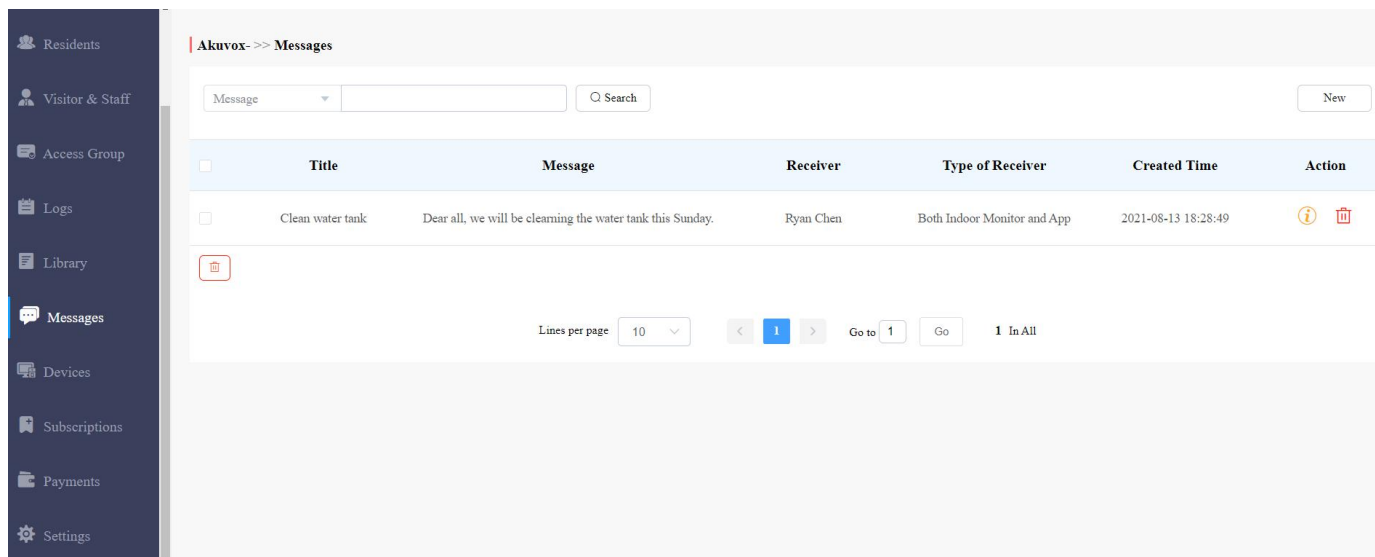 Residents
Visitor & Staff
Access Group
Logs
Library
Messages
Devices
Subscriptions
Payments
Settings
Akuvox- >> Messages
Message Search New
Title Message Receiver Type of Receiver Created Time Action
Clean water tank Dear all, we will be clearning the water tank this Sunday. Ryan Chen Both Indoor Monitor and App 2021-08-13 18:28:49
Lines per page 10 < 1 > Go to 1 Go 1 In All